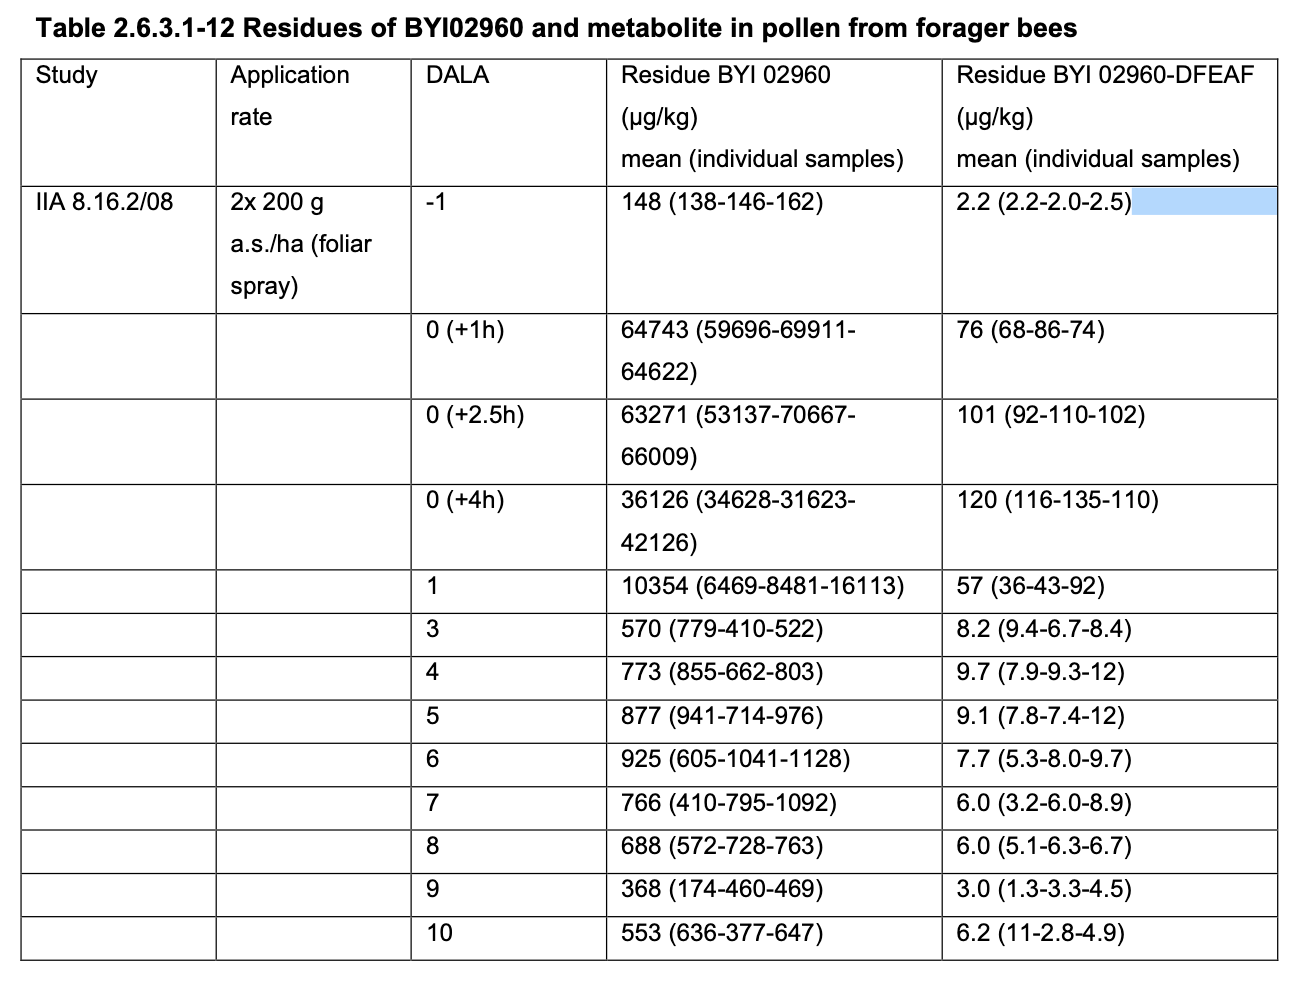 Table 2.6.3.1-12 Residues of BYI02960 and metabolite in pollen from forager bees
Study Application rate DALA Residue BYI 02960 (µg/kg) mean (individual samples) Residue BYI 02960-DFEAF (µg/kg) mean (individual samples)
IIA 8.16.2/08 2x 200 g a.s./ha (foliar spray) -1 148 (138-146-162) 2.2 (2.2-2.0-2.5)
0 (+1h) 64743 (59696-69911-64622) 76 (68-86-74)
0 (+2.5h) 63271 (53137-70667-66009) 101 (92-110-102)
0 (+4h) 36126 (34628-31623-42126) 120 (116-135-110)
1 10354 (6469-8481-16113) 57 (36-43-92)
3 570 (779-410-522) 8.2 (9.4-6.7-8.4)
4 773 (855-662-803) 9.7 (7.9-9.3-12)
5 877 (941-714-976) 9.1 (7.8-7.4-12)
6 925 (605-1041-1128) 7.7 (5.3-8.0-9.7)
7 766 (410-795-1092) 6.0 (3.2-6.0-8.9)
8 688 (572-728-763) 6.0 (5.1-6.3-6.7)
9 368 (174-460-469) 3.0 (1.3-3.3-4.5)
10 553 (636-377-647) 6.2 (11-2.8-4.9)